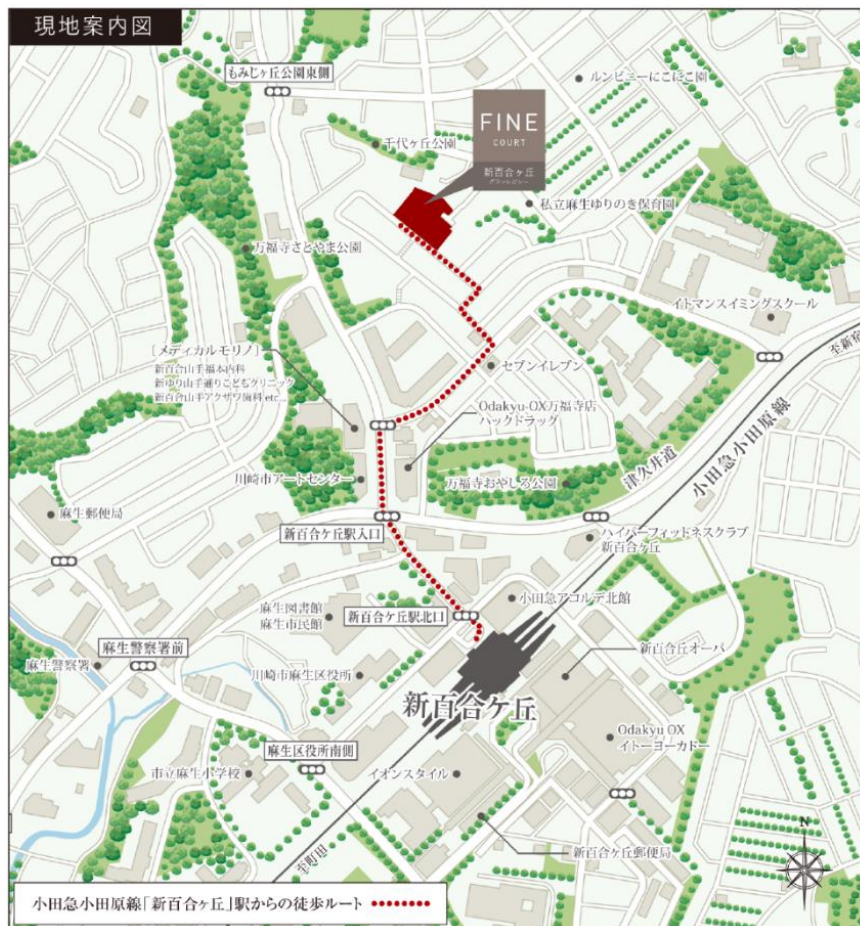 現地案内図
もみじヶ丘公園東側
ルンビニーにこにこ園
FINE
COURT
新百合ヶ丘
千代ヶ丘公園
私立麻生ゆりのき保育園
万福寺さとやま公園
イトマンスイミングスクール
至新宿
［メディカルモリノ］
新百合山手福本内科
新ゆり山手通りこどもクリニック
新百合山手アクザワ歯科 etc...
セブンイレブン
Odakyu-OX万福寺店
ハックドラッグ
小田急小田原線
津久井道
川崎市アートセンター
万福寺おやしろ公園
麻生郵便局
新百合ヶ丘駅入口
ハイパーフィットネスクラブ
新百合ヶ丘
小田急アコルデ北館
麻生図書館
麻生市民館
新百合ケ丘駅北口
麻生警察署前
麻生警察署
川崎市麻生区役所
新百合丘オーパ
新百合ケ丘
Odakyu OX
イトーヨーカドー
麻生区役所南側
市立麻生小学校
イオンスタイル
新百合ケ丘郵便局
至町田
N
小田急小田原線「新百合ヶ丘」駅からの徒歩ルート